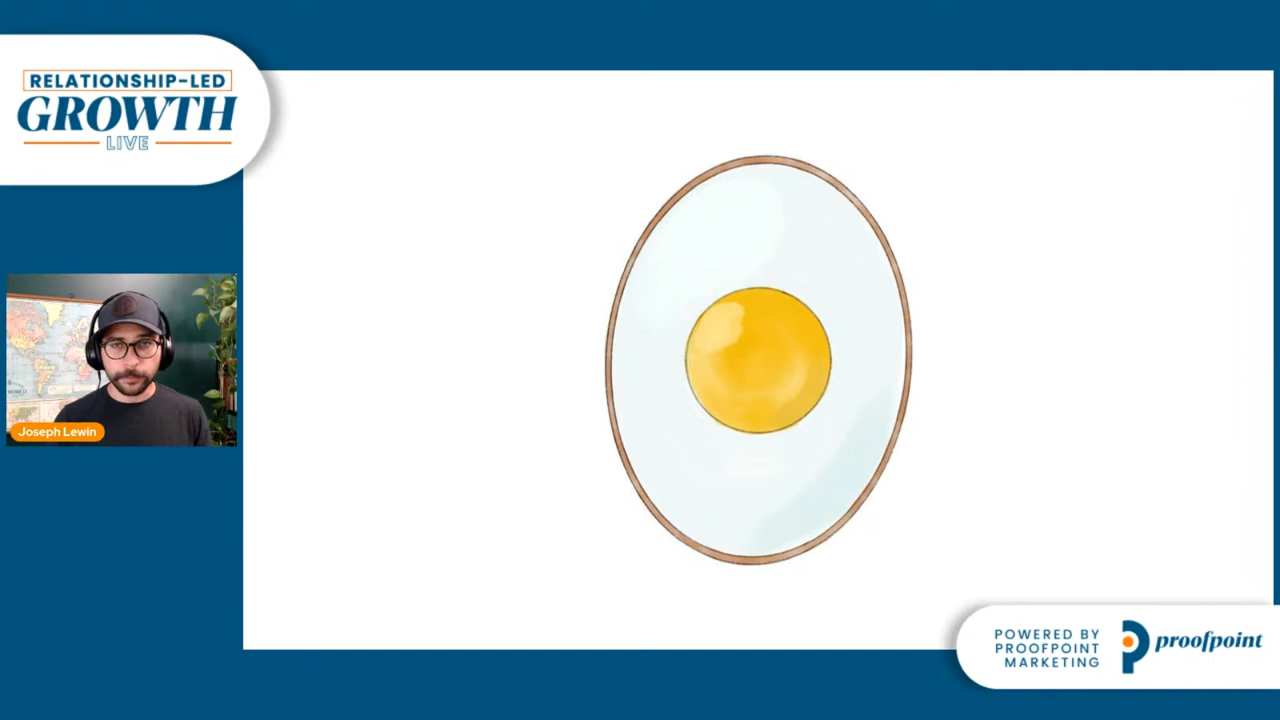 RELATIONSHIP-LED
GROWTH
LIVE
Joseph Lewin
POWERED BY
PROOFPOINT
MARKETING
proofpoint